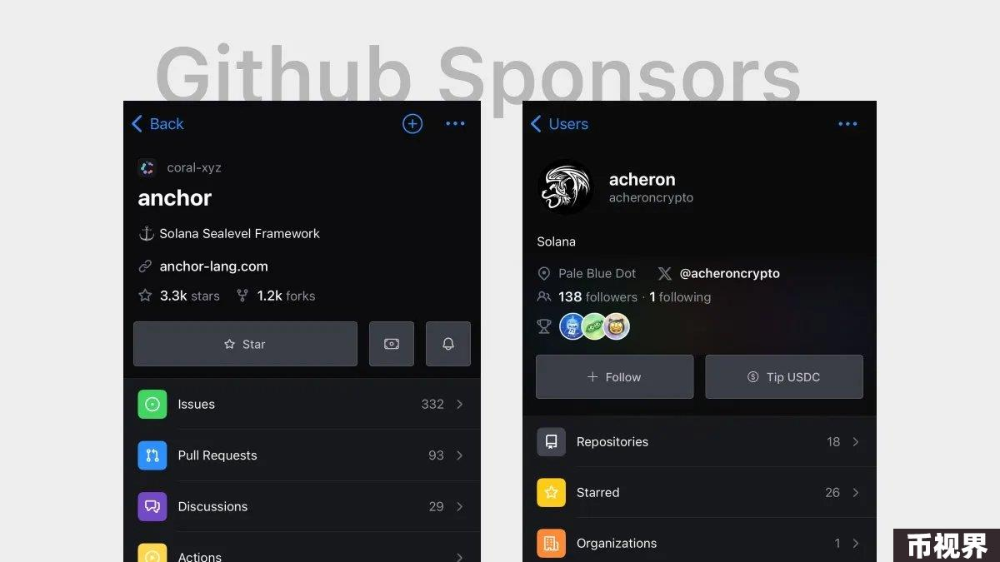 Github Sponsors
Back
coral-xyz
anchor
Solana Sealevel Framework
anchor-lang.com
3.3k stars 1.2k forks
Star
Issues 332
Pull Requests 93
Discussions 29
Actions
Users
acheron
acheroncrypto
Solana
Pale Blue Dot @acheroncrypto
138 followers · 1 following
Follow Tip USDC
Repositories 18
Starred 26
Organizations 1
币视界